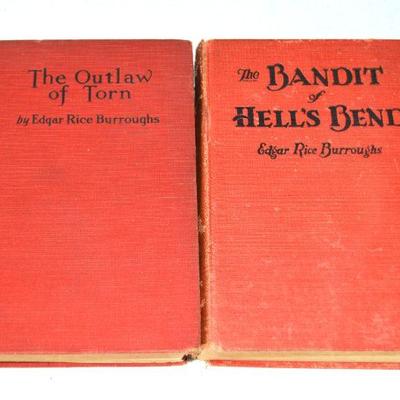 The Outlaw
of Torn
by Edgar Rice Burroughs
The BANDIT
of
HELL'S BEND
Edgar Rice Burroughs